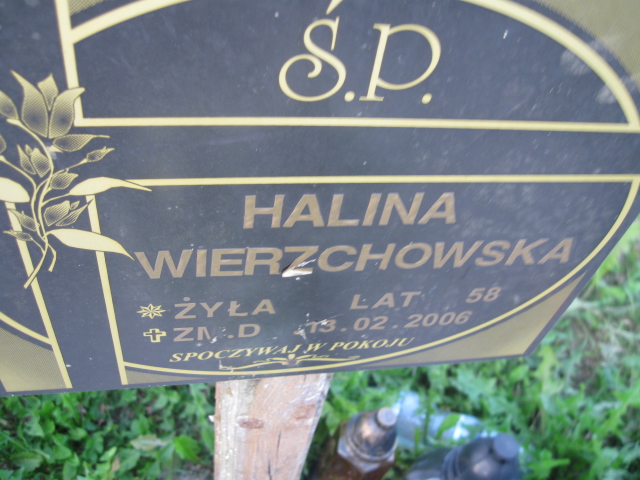 Ś.P.
HALINA
WIERZCHOWSKA
ŻYŁA LAT 58
ZM.D 13.02.2006
SPOCZYWAJ W POKOJU